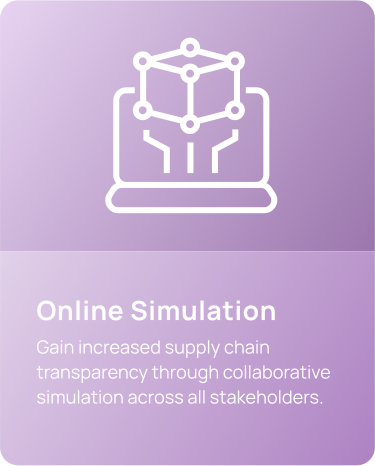 Online Simulation
Gain increased supply chain
transparency through collaborative
simulation across all stakeholders.